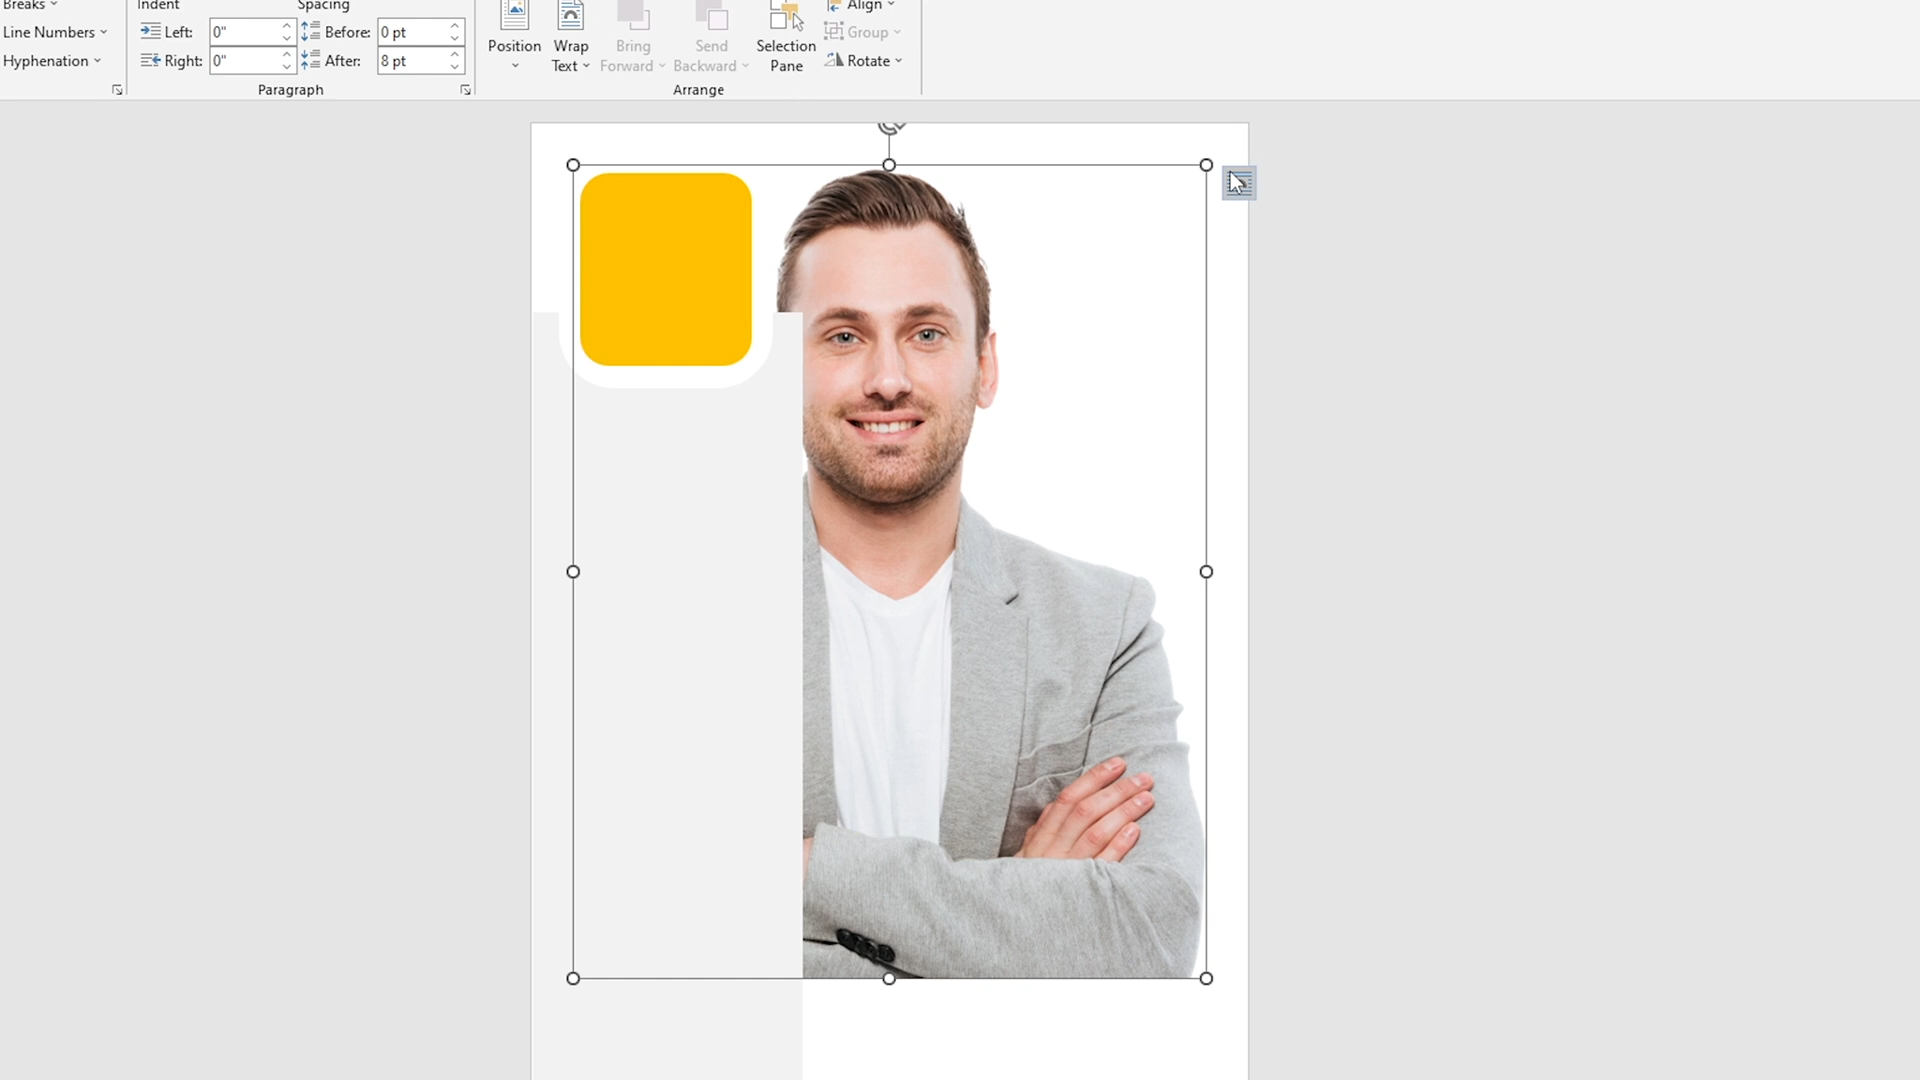 Breaks
Indent
Spacing
Align
Line Numbers
Left:
0"
Before:
0 pt
Position
Wrap
Text
Bring
Forward
Send
Backward
Selection
Pane
Group
Hyphenation
Right:
0"
After:
8 pt
Rotate
Paragraph
Arrange